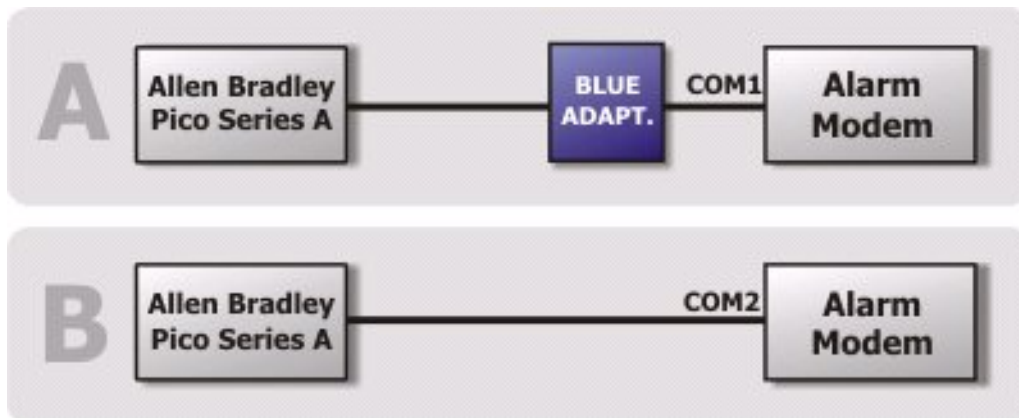 A
Allen Bradley
Pico Series A
BLUE
ADAPT.
COM1
Alarm
Modem
B
Allen Bradley
Pico Series A
COM2
Alarm
Modem